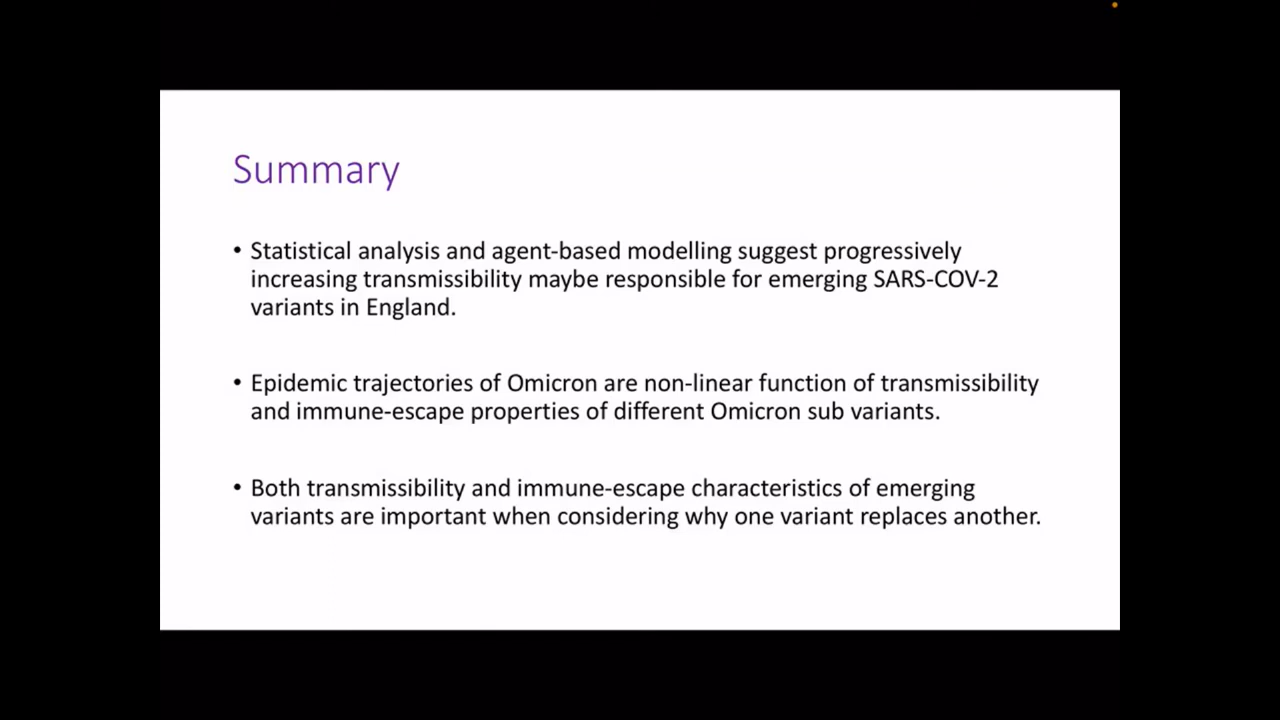 Summary
• Statistical analysis and agent-based modelling suggest progressively
increasing transmissibility maybe responsible for emerging SARS-COV-2
variants in England.
• Epidemic trajectories of Omicron are non-linear function of transmissibility
and immune-escape properties of different Omicron sub variants.
• Both transmissibility and immune-escape characteristics of emerging
variants are important when considering why one variant replaces another.